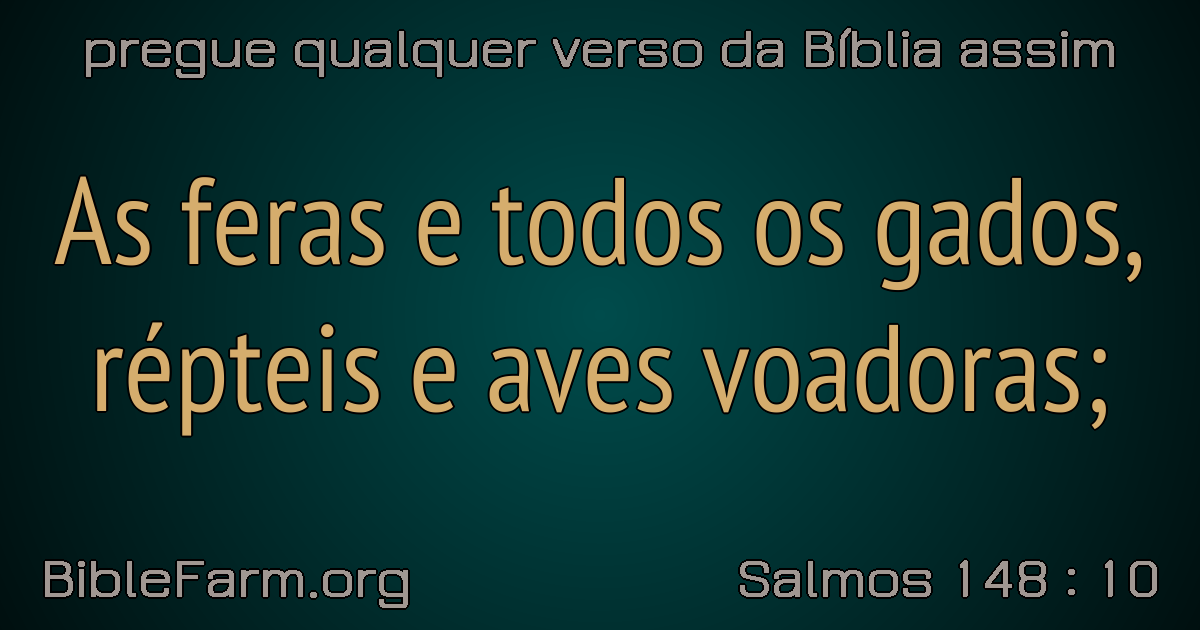 pregue qualquer verso da Bíblia assim
As feras e todos os gados,
répteis e aves voadoras;
BibleFarm.org
Salmos 148 : 10